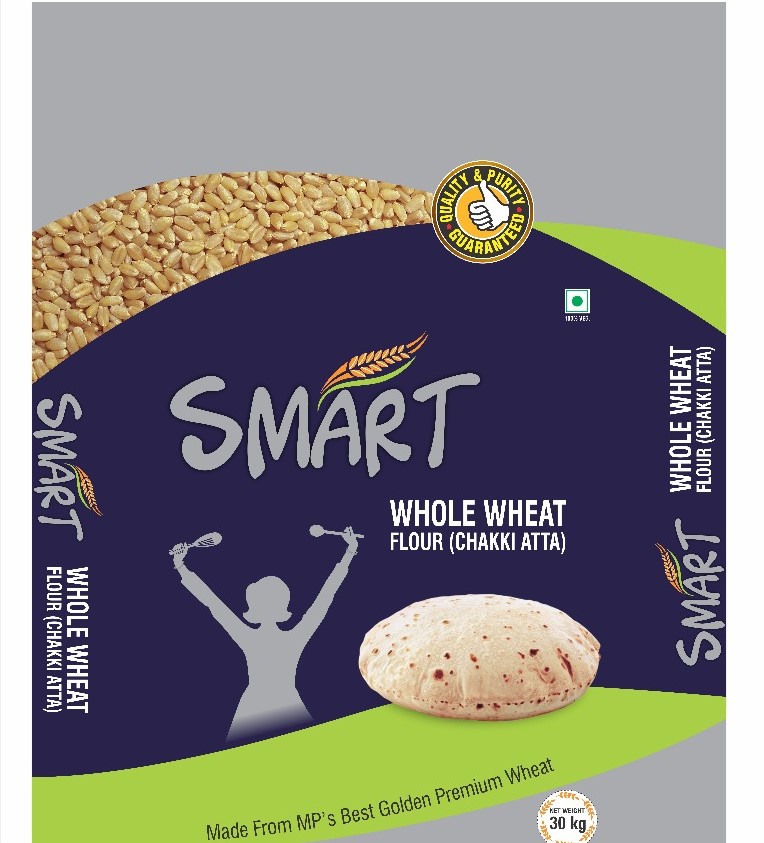 QUALITY & PURITY
GUARANTEED
100% VEG.
SMART
WHOLE WHEAT
FLOUR (CHAKKI ATTA)
SMART
WHOLE WHEAT
FLOUR (CHAKKI ATTA)
WHOLE WHEAT
FLOUR (CHAKKI ATTA)
SMART
Made From MP's Best Golden Premium Wheat
NET WEIGHT
30 kg